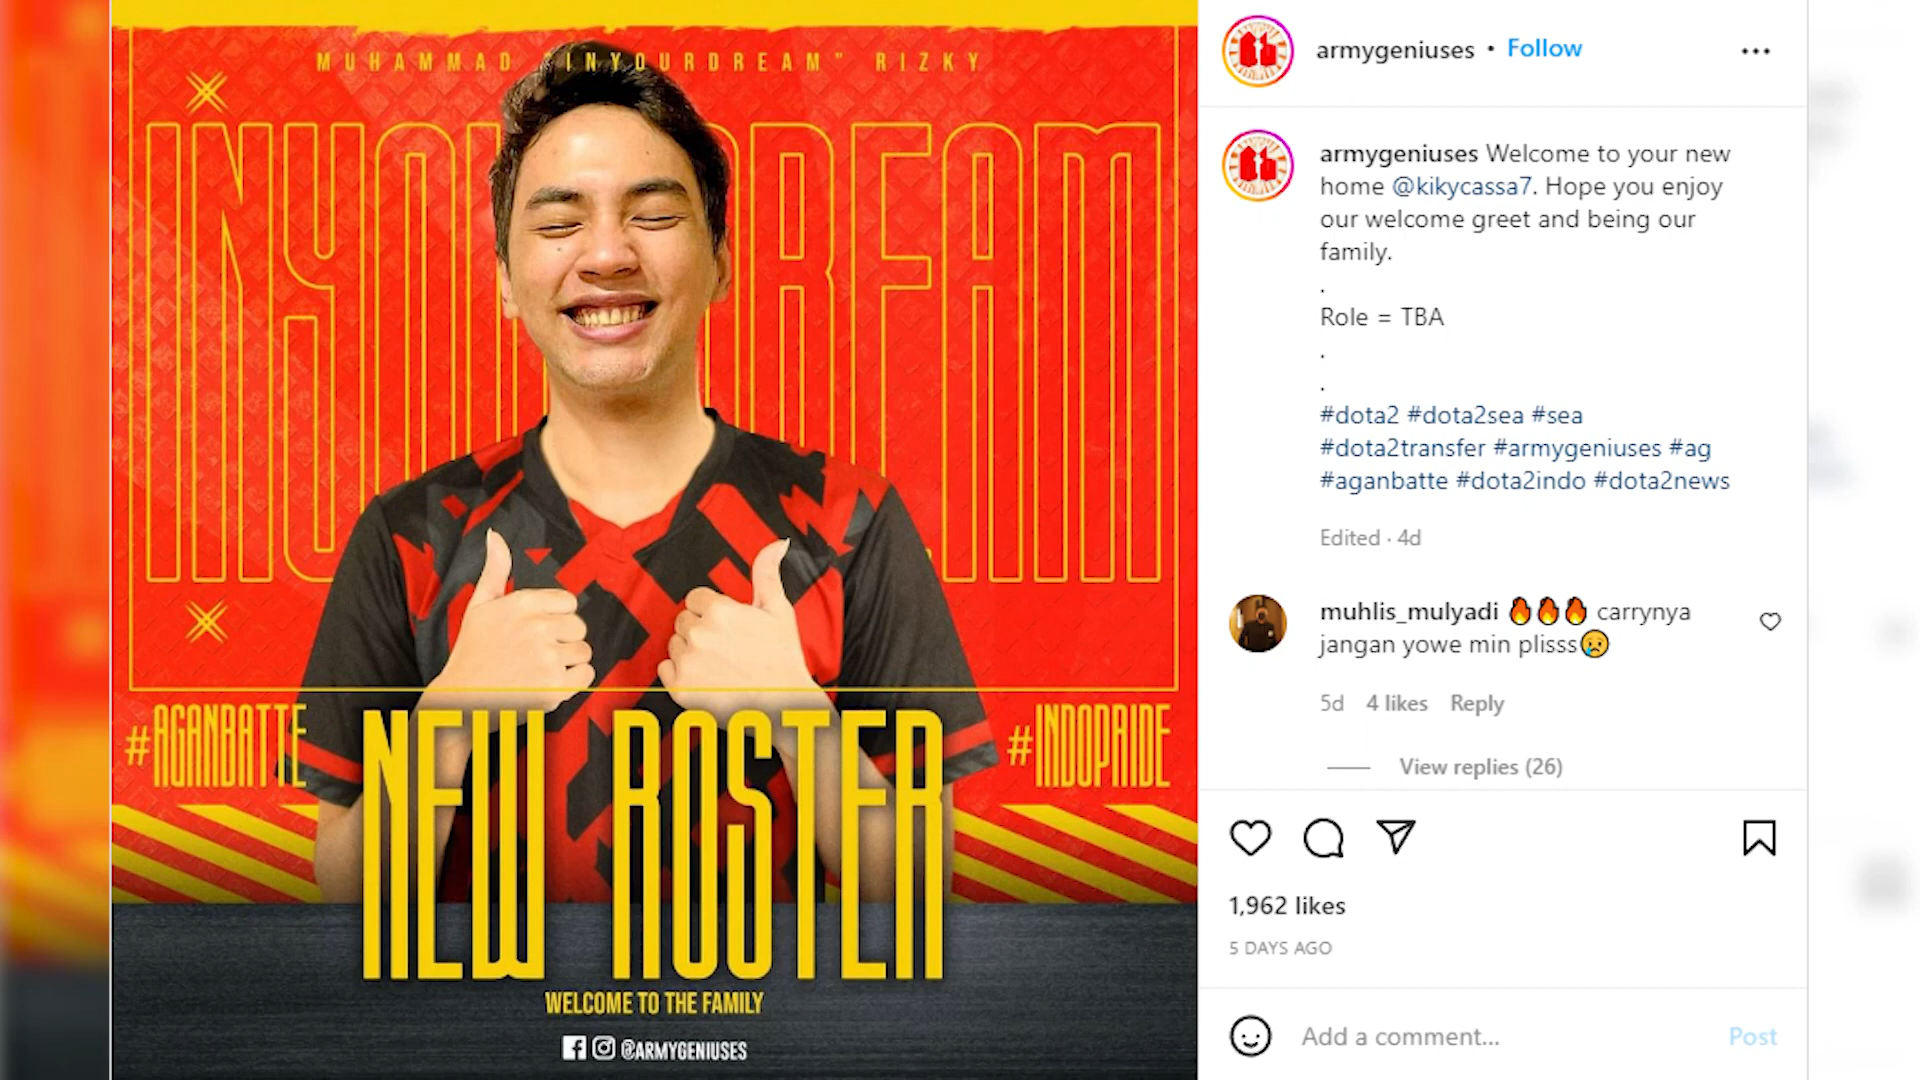 MUHAMMAD "INYOURDREAM" RIZKY
#AGANBATTE
#INDOPRIDE
NEW ROSTER
WELCOME TO THE FAMILY
@ARMYGENIUSES
armygeniuses • Follow
armygeniuses Welcome to your new
home @kikycassa7. Hope you enjoy
our welcome greet and being our
family.
.
Role = TBA
.
.
#dota2 #dota2sea #sea
#dota2transfer #armygeniuses #ag
#aganbatte #dota2indo #dota2news
Edited · 4d
muhlis_mulyadi 🔥🔥🔥 carrynya
jangan yowe min plisss😢
5d 4 likes Reply
View replies (26)
1,962 likes
5 DAYS AGO
Add a comment... Post